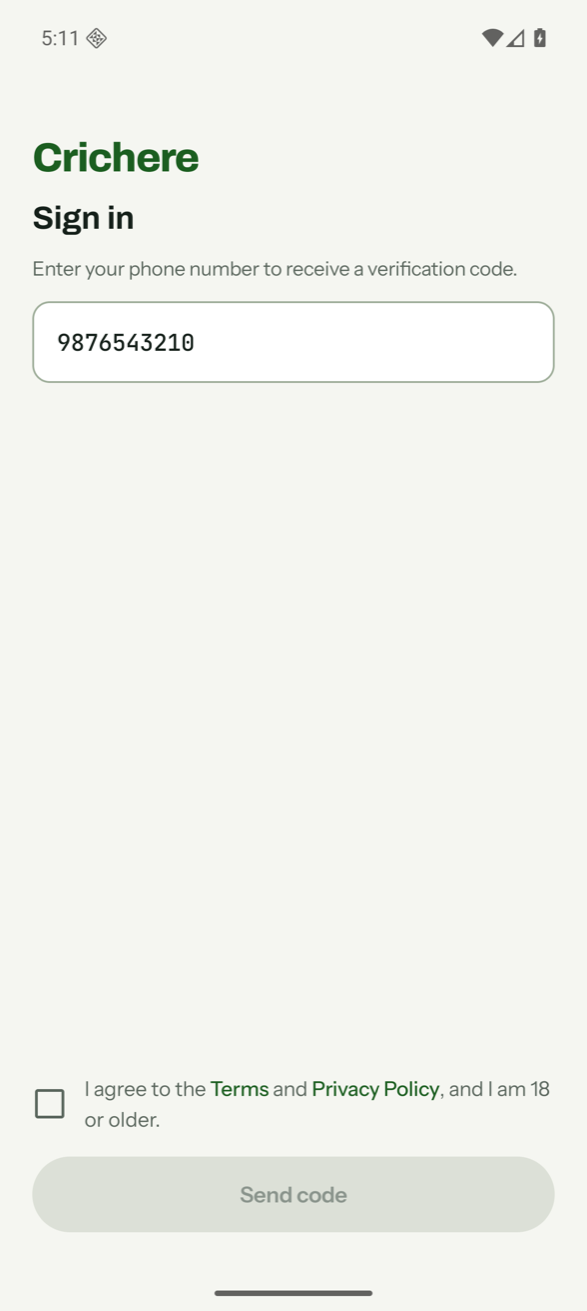 5:11
Crichere
Sign in
Enter your phone number to receive a verification code.
9876543210
I agree to the Terms and Privacy Policy, and I am 18
or older.
Send code